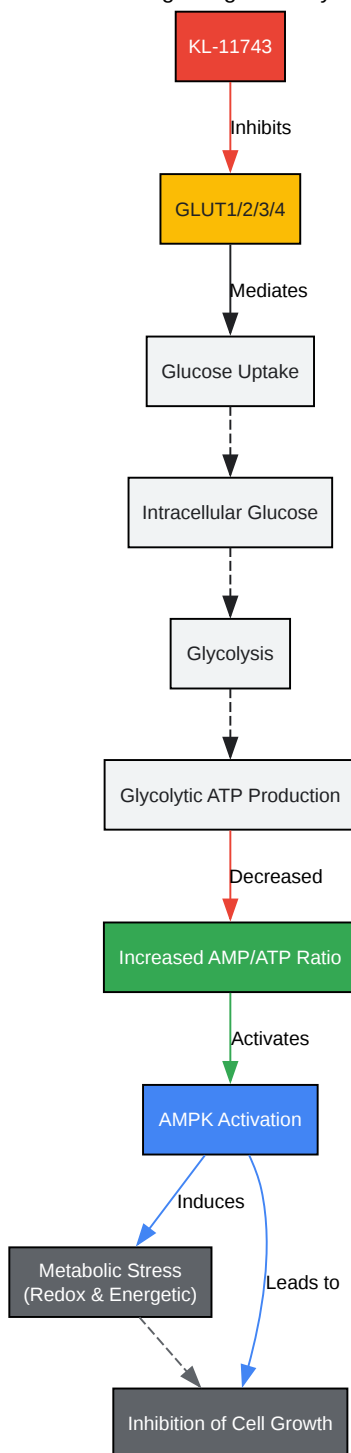 KL-11743
Inhibits
GLUT1/2/3/4
Mediates
Glucose Uptake
Intracellular Glucose
Glycolysis
Glycolytic ATP Production
Decreased
Increased AMP/ATP Ratio
Activates
AMPK Activation
Induces
Metabolic Stress
(Redox & Energetic)
Leads to
Inhibition of Cell Growth